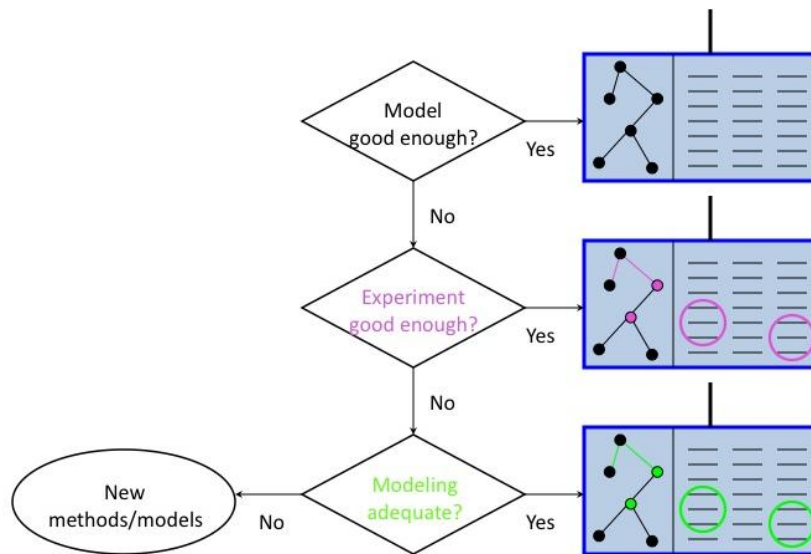 Model
good enough?
Yes
No
Experiment
good enough?
Yes
No
Modeling
adequate?
Yes
No
New
methods/models